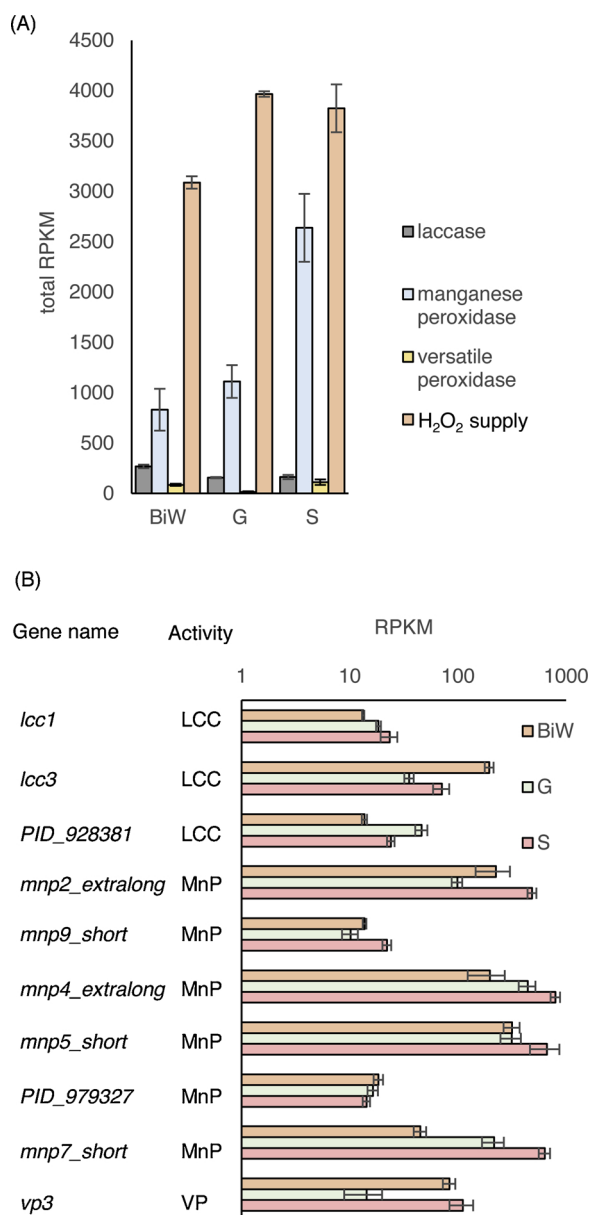 (A)
4500
4000
3500
3000
2500
2000
1500
1000
500
0
total RPKM
BiW G S
laccase
manganese
peroxidase
versatile
peroxidase
H₂O₂ supply
(B)
Gene name Activity RPKM
1 10 100 1000
lcc1 LCC
lcc3 LCC
PID_928381 LCC
mnp2_extralong MnP
mnp9_short MnP
mnp4_extralong MnP
mnp5_short MnP
PID_979327 MnP
mnp7_short MnP
vp3 VP
BiW
G
S